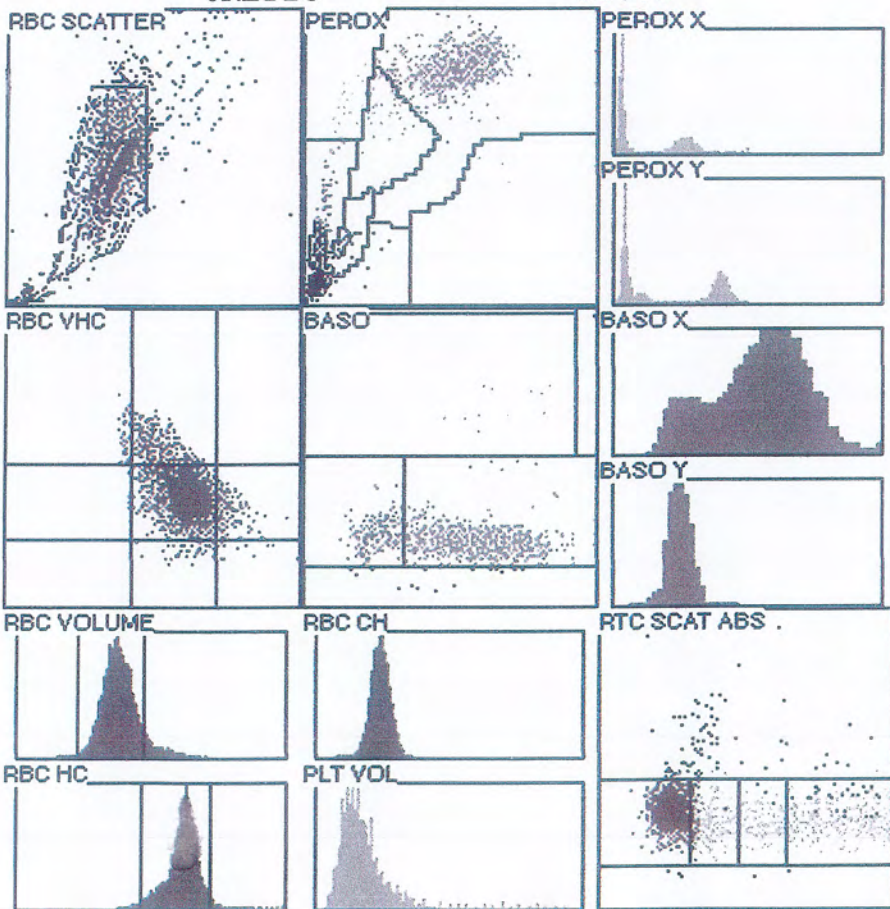 RBC SCATTER
PEROX
PEROX X
PEROX Y
RBC VHC
BASO
BASO X
BASO Y
RBC VOLUME
RBC CH
RTC SCAT ABS
RBC HC
PLT VOL